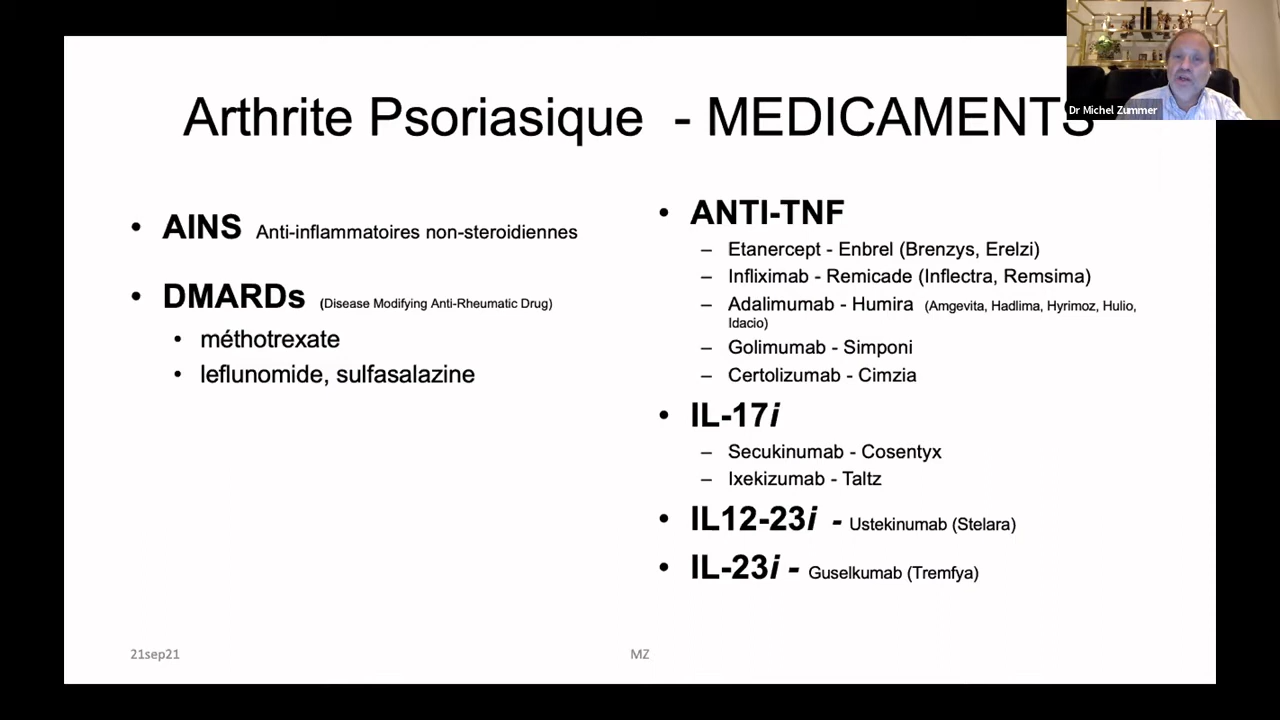 Arthrite Psoriasique - MEDICAMENTS
Dr Michel Zummer
• AINS Anti-inflammatoires non-steroidiennes
• DMARDs (Disease Modifying Anti-Rheumatic Drug)
• méthotrexate
• leflunomide, sulfasalazine
• ANTI-TNF
– Etanercept - Enbrel (Brenzys, Erelzi)
– Infliximab - Remicade (Inflectra, Remsima)
– Adalimumab - Humira (Amgevita, Hadlima, Hyrimoz, Hulio,
Idacio)
– Golimumab - Simponi
– Certolizumab - Cimzia
• IL-17i
– Secukinumab - Cosentyx
– Ixekizumab - Taltz
• IL12-23i - Ustekinumab (Stelara)
• IL-23i - Guselkumab (Tremfya)
21sep21
MZ